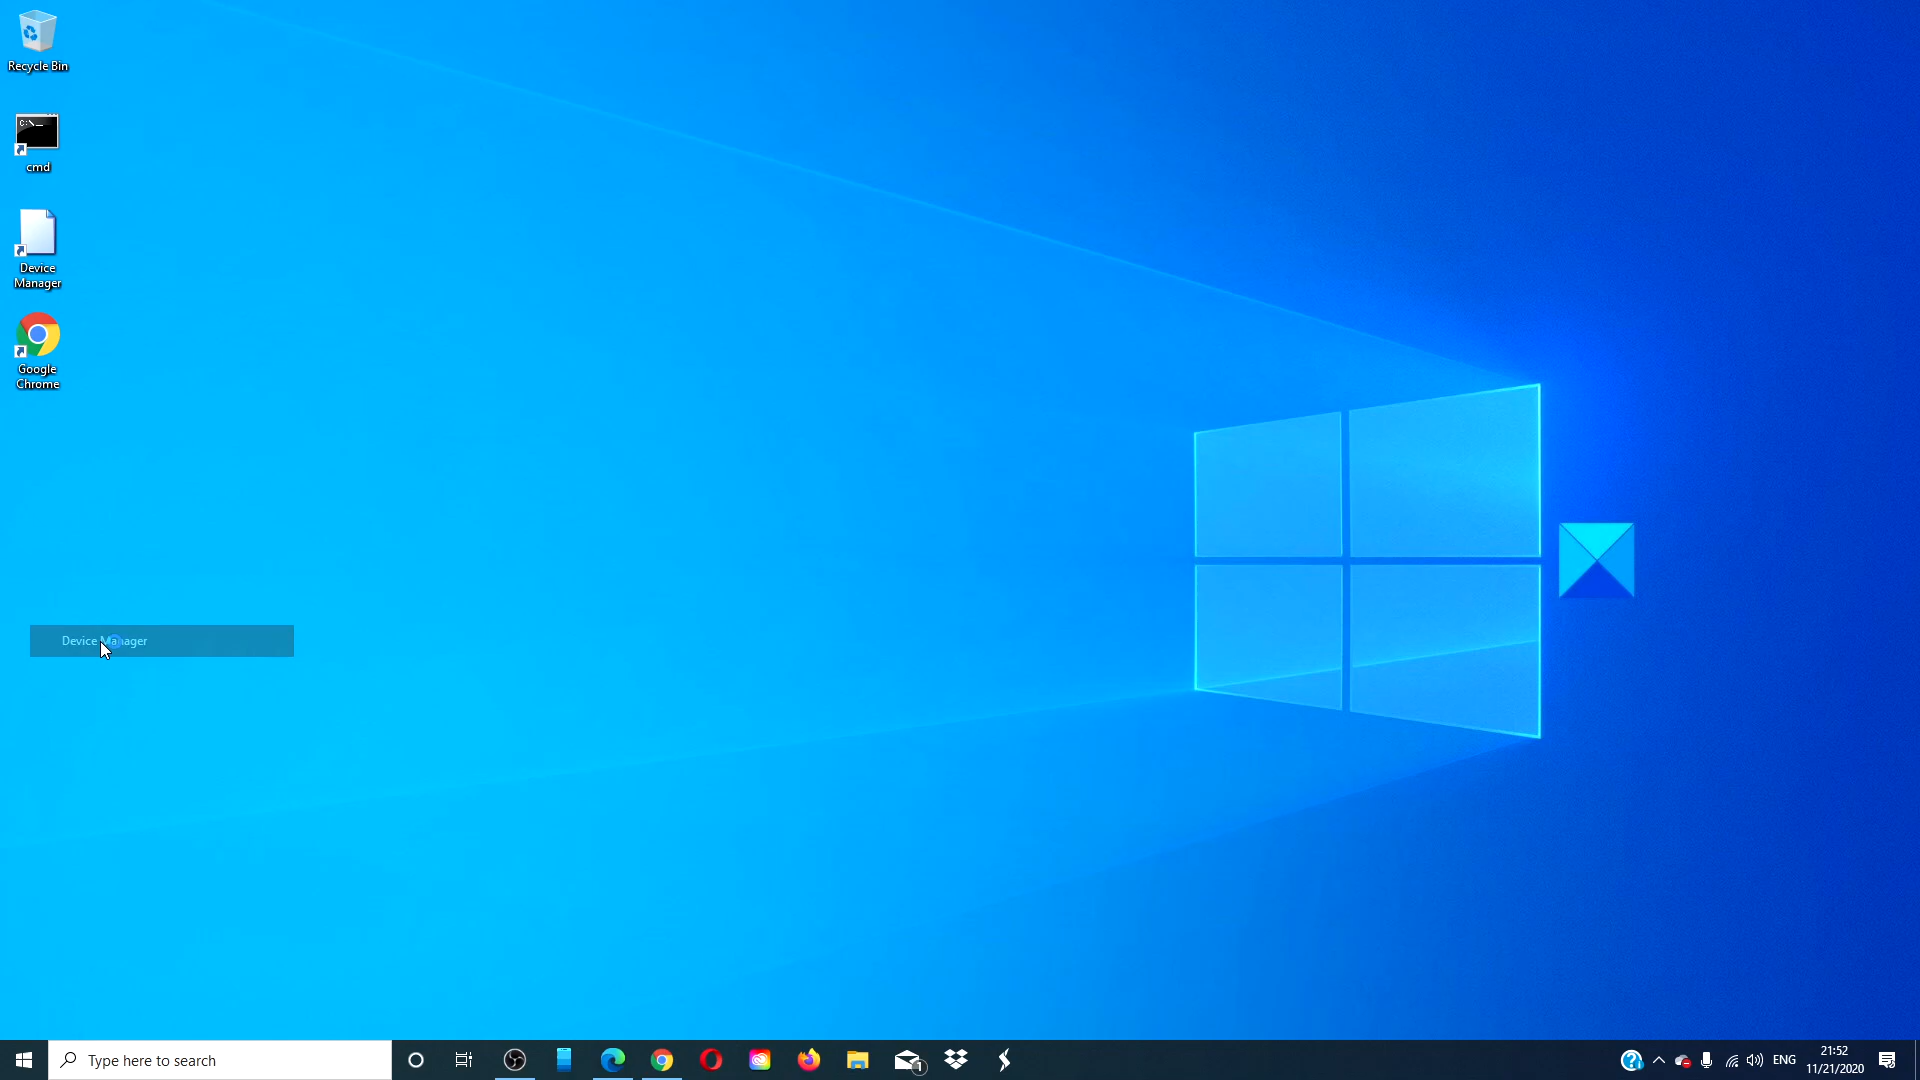 Recycle Bin
C:\._
cmd
Device
Manager
Google
Chrome
Device Manager
Type here to search
1
ENG
21:52
11/21/2020